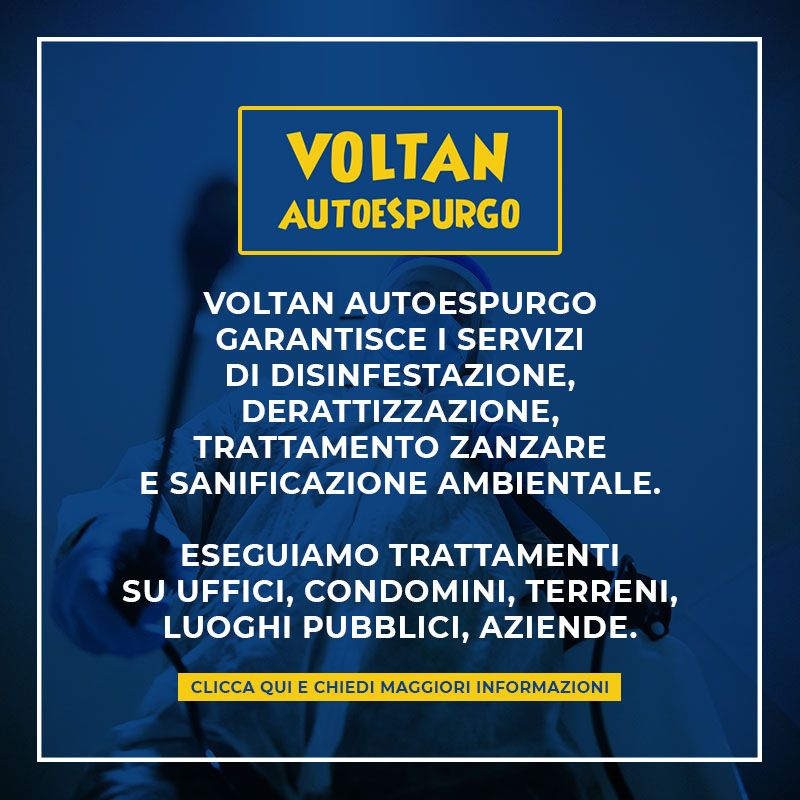 VOLTAN
AUTOESPURGO
VOLTAN AUTOESPURGO
GARANTISCE I SERVIZI
DI DISINFESTAZIONE,
DERATTIZZAZIONE,
TRATTAMENTO ZANZARE
E SANIFICAZIONE AMBIENTALE.
ESEGUIAMO TRATTAMENTI
SU UFFICI, CONDOMINI, TERRENI,
LUOGHI PUBBLICI, AZIENDE.
CLICCA QUI E CHIEDI MAGGIORI INFORMAZIONI